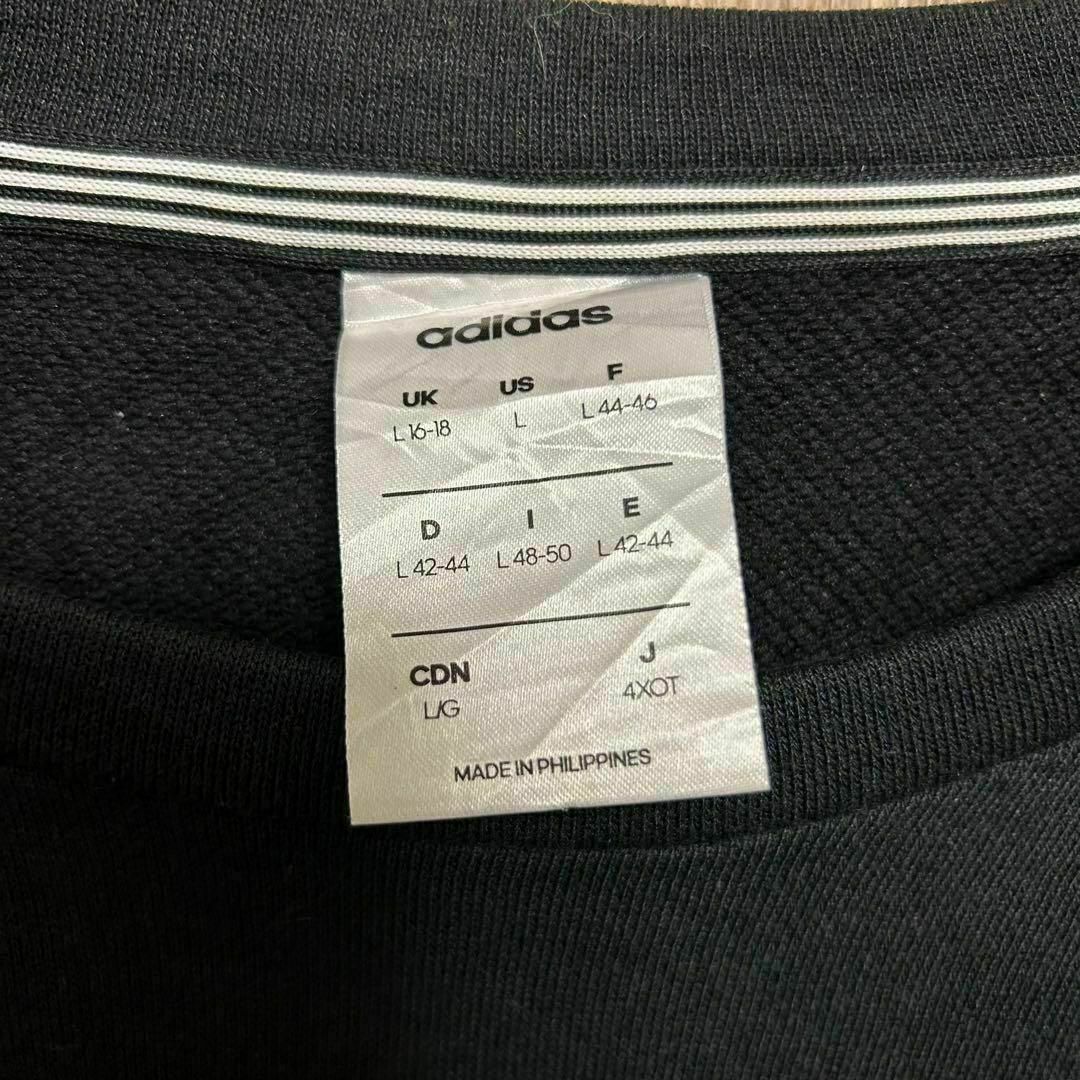 adidas
UK US F
L 16-18 L L 44-46
D I E
L 42-44 L 48-50 L 42-44
CDN J
L/G 4XOT
MADE IN PHILIPPINES